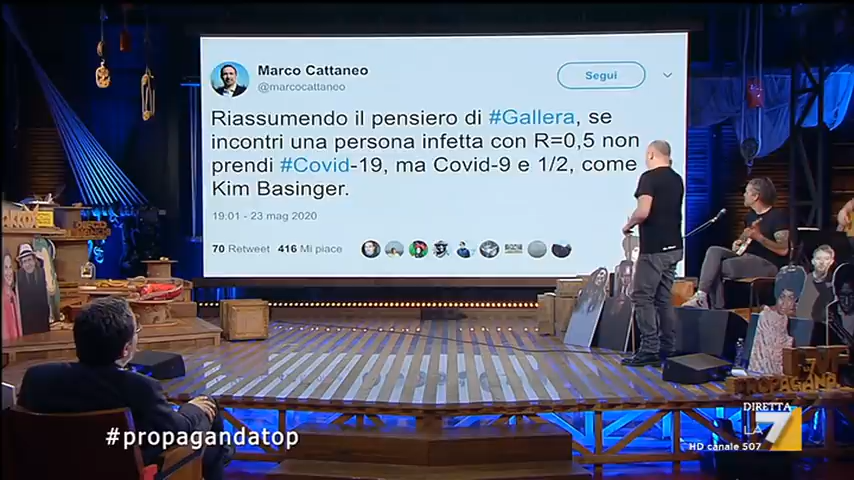 Marco Cattaneo
@marcocattaneo
Segui
Riassumendo il pensiero di #Gallera, se
incontri una persona infetta con R=0,5 non
prendi #Covid-19, ma Covid-9 e 1/2, come
Kim Basinger.
19:01 - 23 mag 2020
70 Retweet 416 Mi piace
#propagandatop
PROPAGANDA
DIRETTA
LA 7
HD canale 507